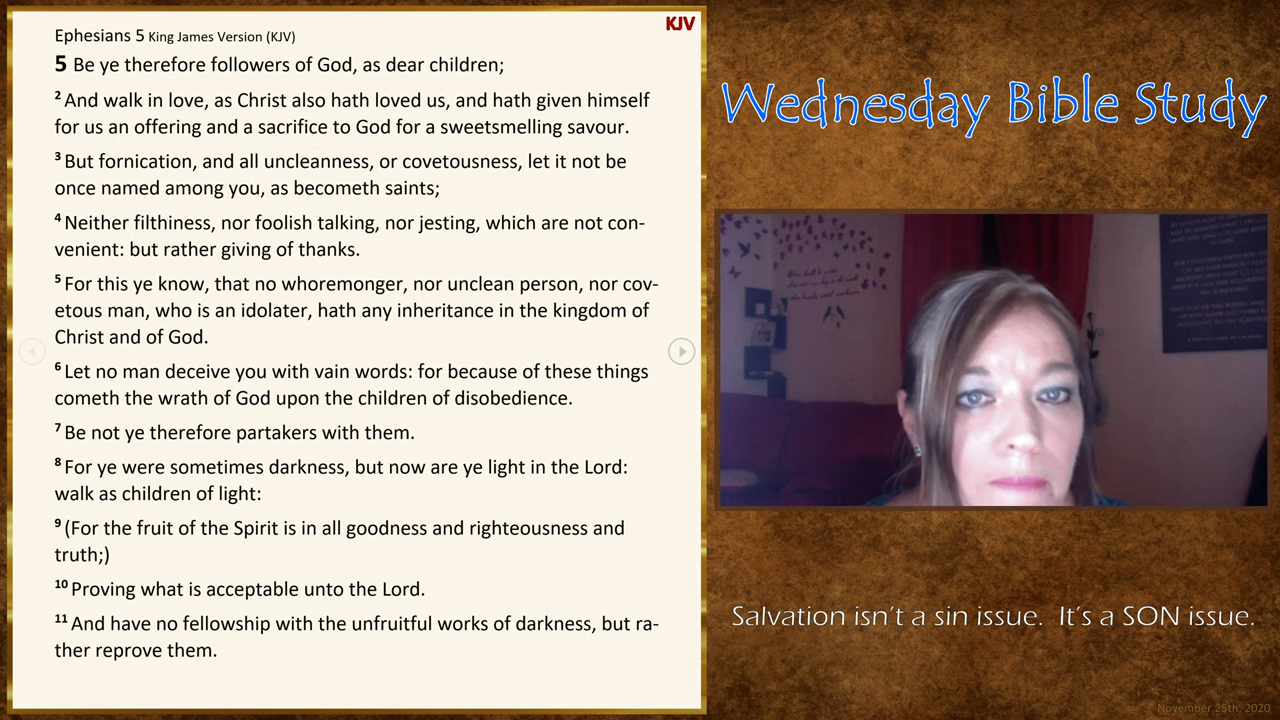 KJV
Ephesians 5 King James Version (KJV)
5 Be ye therefore followers of God, as dear children;
2 And walk in love, as Christ also hath loved us, and hath given himself
for us an offering and a sacrifice to God for a sweetsmelling savour.
3 But fornication, and all uncleanness, or covetousness, let it not be
once named among you, as becometh saints;
4 Neither filthiness, nor foolish talking, nor jesting, which are not con-
venient: but rather giving of thanks.
5 For this ye know, that no whoremonger, nor unclean person, nor cov-
etous man, who is an idolater, hath any inheritance in the kingdom of
Christ and of God.
6 Let no man deceive you with vain words: for because of these things
cometh the wrath of God upon the children of disobedience.
7 Be not ye therefore partakers with them.
8 For ye were sometimes darkness, but now are ye light in the Lord:
walk as children of light:
9 (For the fruit of the Spirit is in all goodness and righteousness and
truth;)
10 Proving what is acceptable unto the Lord.
11 And have no fellowship with the unfruitful works of darkness, but ra-
ther reprove them.
Wednesday Bible Study
Salvation isn't a sin issue. It's a SON issue.
November 25th, 2020